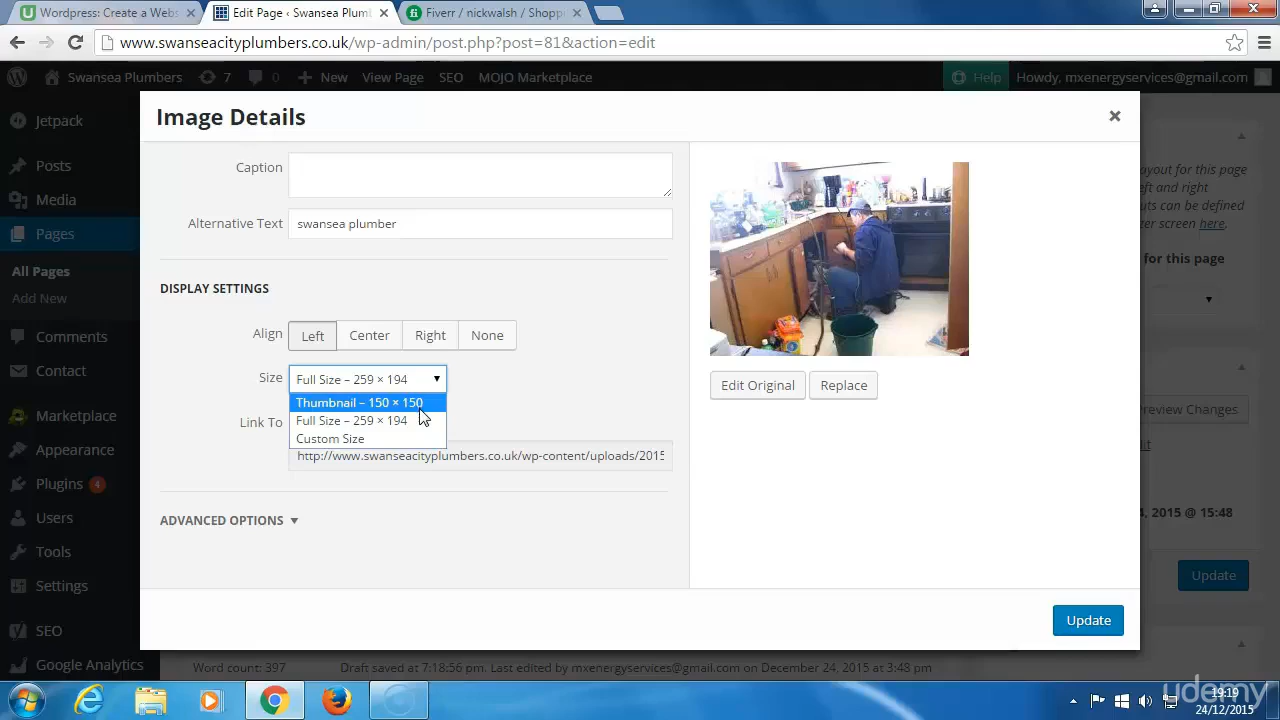 Wordpress: Create a Webs
Edit Page ‹ Swansea Plumb
Fiverr / nickwalsh / Shopp
www.swanseacityplumbers.co.uk/wp-admin/post.php?post=81&action=edit
Swansea Plumbers 7 0 New View Page SEO MOJO Marketplace Help Howdy, mxenergyservices@gmail.com
Jetpack
Posts
Media
Pages
All Pages
Add New
Comments
Contact
Marketplace
Appearance
Plugins 4
Users
Tools
Settings
SEO
Google Analytics
Image Details
Caption
Alternative Text swansea plumber
DISPLAY SETTINGS
Align Left Center Right None
Size Full Size – 259 × 194
Thumbnail – 150 × 150
Full Size – 259 × 194
Custom Size
Link To
http://www.swanseacityplumbers.co.uk/wp-content/uploads/2015
ADVANCED OPTIONS
Edit Original Replace
Update
ayout for this page
eft and right
uts can be defined
er screen here.
for this page
review Changes
it
4, 2015 @ 15:48
Update
Word count: 397 Draft saved at 7:18:56 pm. Last edited by mxenergyservices@gmail.com on December 24, 2015 at 3:48 pm
udemy
19:19
24/12/2015